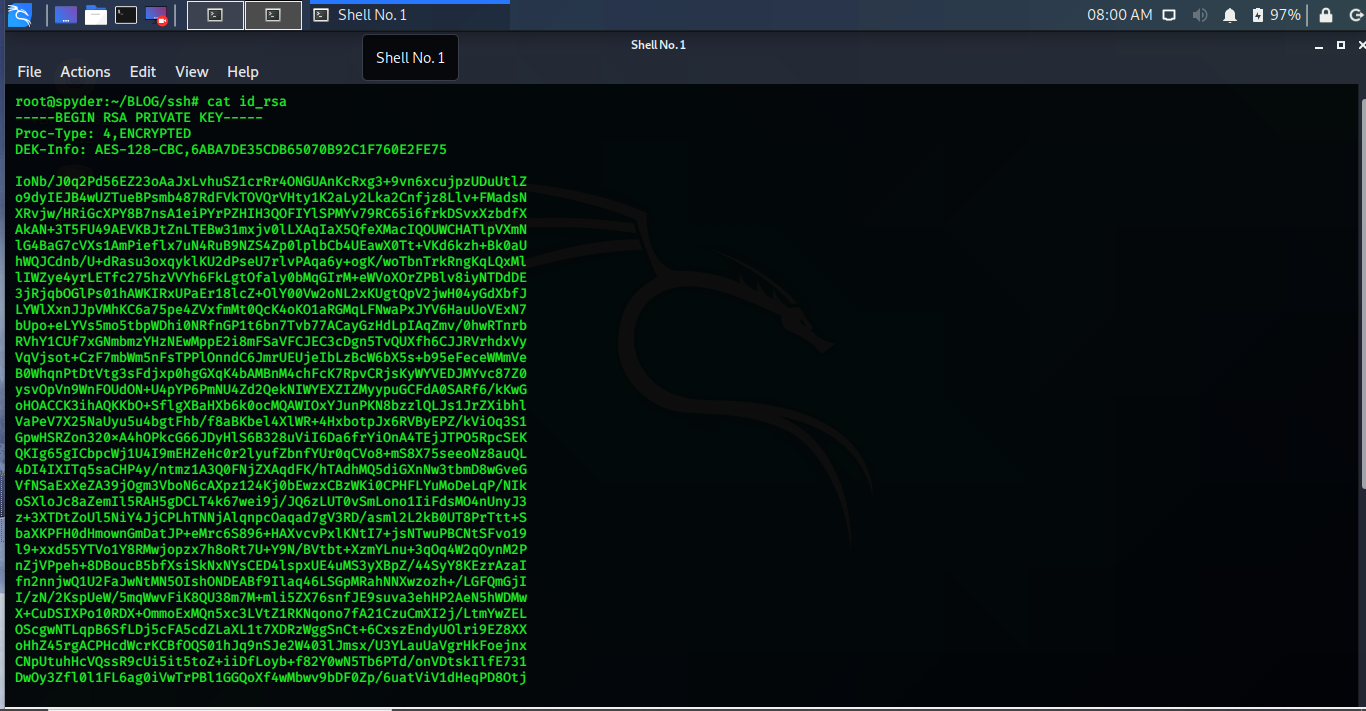 08:00 AM
97%
Shell No. 1
Shell No. 1
Shell No. 1
File Actions Edit View Help
root@spyder:~/BLOG/ssh# cat id_rsa
-----BEGIN RSA PRIVATE KEY-----
Proc-Type: 4,ENCRYPTED
DEK-Info: AES-128-CBC,6ABA7DE35CDB65070B92C1F760E2FE75

IoNb/J0q2Pd56EZ23oAaJxLvhuSZ1crRr4ONGUAnKcRxg3+9vn6xcujpzUDuUtlZ
o9dyIEJB4wUZTueBPsmb487RdFVkTOVQrVHty1K2aLy2Lka2Cnfjz8Llv+FMadsN
XRvjw/HRiGcXPY8B7nsA1eiPYrPZHIH3QOFIYlSPMYv79RC65i6frkDSvxXzbdfX
AkAN+3T5FU49AEVKBJtZnLTEBw31mxjv0lLXAqIaX5QfeXMacIQOUWCHATlpVXmN
lG4BaG7cVXs1AmPieflx7uN4RuB9NZS4Zp0lplbCb4UEawX0Tt+VKd6kzh+Bk0aU
hWQJCdnb/U+dRasu3oxqyklKU2dPseU7rlvPAqa6y+ogK/woTbnTrkRngKqLQxMl
lIWZye4yrLETfc275hzVVYh6FkLgtOfaly0bMqGIrM+eWVoXOrZPBlv8iyNTDdDE
3jRjqbOGlPs01hAWKIRxUPaEr18lcZ+OlY00Vw2oNL2xKUgtQpV2jwH04yGdXbfJ
LYWlXxnJJpVMhKC6a75pe4ZVxfmMt0QcK4oKO1aRGMqLFNwaPxJYV6HauUoVExN7
bUpo+eLYVs5mo5tbpWDhi0NRfnGP1t6bn7Tvb77ACayGzHdLpIAqZmv/0hwRTnrb
RVhY1CUf7xGNmbmzYHzNEwMppE2i8mFSaVFCJEC3cDgn5TvQUXfh6CJJRVrhdxVy
VqVjsot+CzF7mbWm5nFsTPPlOnndC6JmrUEUjeIbLzBcW6bX5s+b95eFeceWMmVe
B0WhqnPtDtVtg3sFdjxp0hgGXqK4bAMBnM4chFcK7RpvCRjsKyWYVEDJMYvc87Z0
ysvOpVn9WnFOUdON+U4pYP6PmNU4Zd2QekNIWYEXZIZMyypuGCFdA0SARf6/kKwG
oHOACCK3ihAQKKbO+SflgXBaHXb6k0ocMQAWIOxYJunPKN8bzzlQLJs1JrZXibhl
VaPeV7X25NaUyu5u4bgtFhb/f8aBKbel4XlWR+4HxbotpJx6RVByEPZ/kViOq3S1
GpwHSRZon320xA4hOPkcG66JDyHlS6B328uViI6Da6frYiOnA4TEjJTPO5RpcSEK
QKIg65gICbpcWj1U4I9mEHZeHc0r2lyufZbnfYUr0qCVo8+mS8X75seeoNz8auQL
4DI4IXITq5saCHP4y/ntmz1A3Q0FNjZXAqdFK/hTAdhMQ5diGXnNw3tbmD8wGveG
VfNSaExXeZA39jOgm3VboN6cAXpz124Kj0bEwzxCBzWKi0CPHFLYuMoDeLqP/NIk
oSXloJc8aZemIl5RAH5gDCLT4k67wei9j/JQ6zLUT0vSmLono1IiFdsMO4nUnyJ3
z+3XTDtZoUl5NiY4JjCPLhTNNjAlqnpcOaqad7gV3RD/asml2L2kB0UT8PrTtt+S
baXKPFH0dHmownGmDatJP+eMrc6S896+HAXvcvPxlKNtI7+jsNTwuPBCNtSFvo19
l9+xxd55YTVo1Y8RMwjopzx7h8oRt7U+Y9N/BVtbt+XzmYLnu+3qOq4W2qOynM2P
nZjVPpeh+8DBoucB5bfXsiSkNxNYsCED4lspxUE4uMS3yXBpZ/44SyY8KEzrAzaI
fn2nnjwQ1U2FaJwNtMN5OIshONDEABf9Ilaq46LSGpMRahNNXwzozh+/LGFQmGjI
I/zN/2KspUeW/5mqWwvFiK8QU38m7M+mli5ZX76snfJE9suva3ehHP2AeN5hWDMw
X+CuDSIXPo10RDX+OmmoExMQn5xc3LVtZ1RKNqono7fA21CzuCmXI2j/LtmYwZEL
OScgwNTLqpB6SfLDj5cFA5cdZLaXL1t7XDRzWggSnCt+6CxszEndyUOlri9EZ8XX
oHhZ45rgACPHcdWcrKCBfOQS01hJq9nSJe2W403lJmsx/U3YLauUaVgrHkFoejnx
CNpUtuhHcVQssR9cUi5it5toZ+iiDfLoyb+f82Y0wN5Tb6PTd/onVDtskIlfE731
DwOy3Zfl0l1FL6ag0iVwTrPBl1GGQoXf4wMbwv9bDF0Zp/6uatViV1dHeqPD8Otj